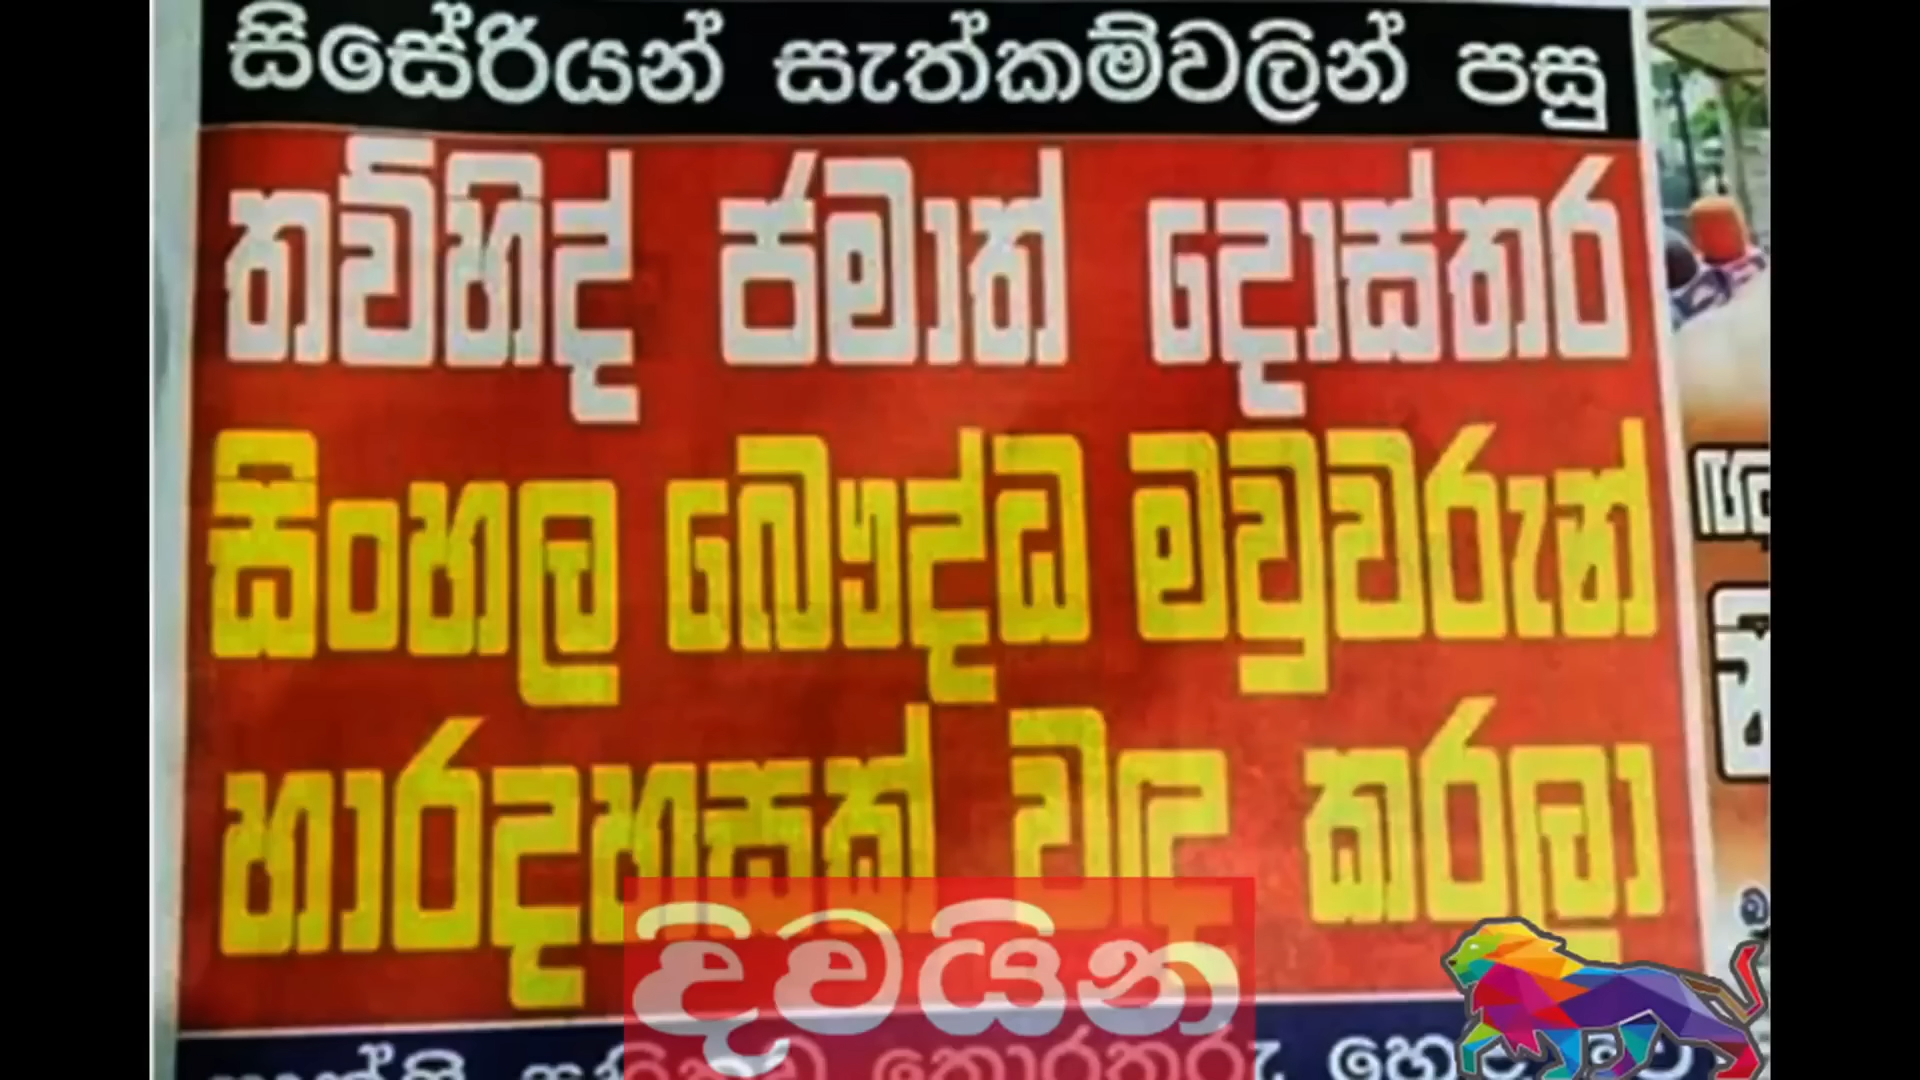 සිසේරියන් සැත්කම්වලින් පසු
තව්හිද් ජමාත් දොස්තර
සිංහල බෞද්ධ මවුවරුන්
හාරදහසක් වඳ කරලා
දිවයින